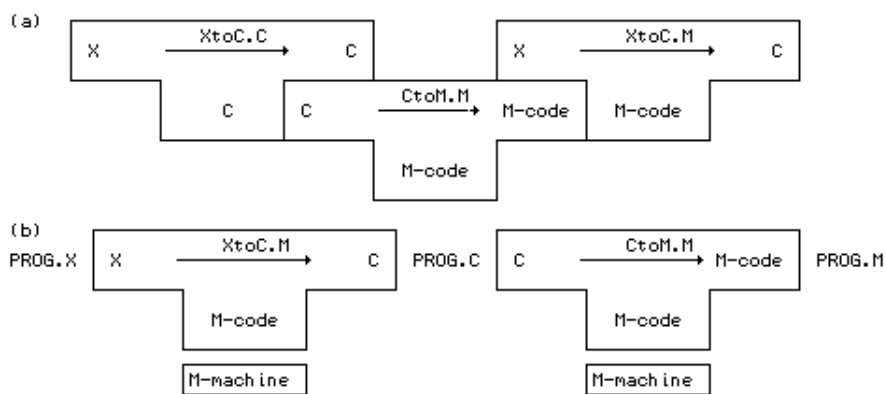 (a)
XtoC.C XtoC.M
X C X C
CtoM.M
C C M-code M-code
M-code
(b)
XtoC.M CtoM.M
PROG.X X C PROG.C C M-code PROG.M
M-code M-code
M-machine M-machine